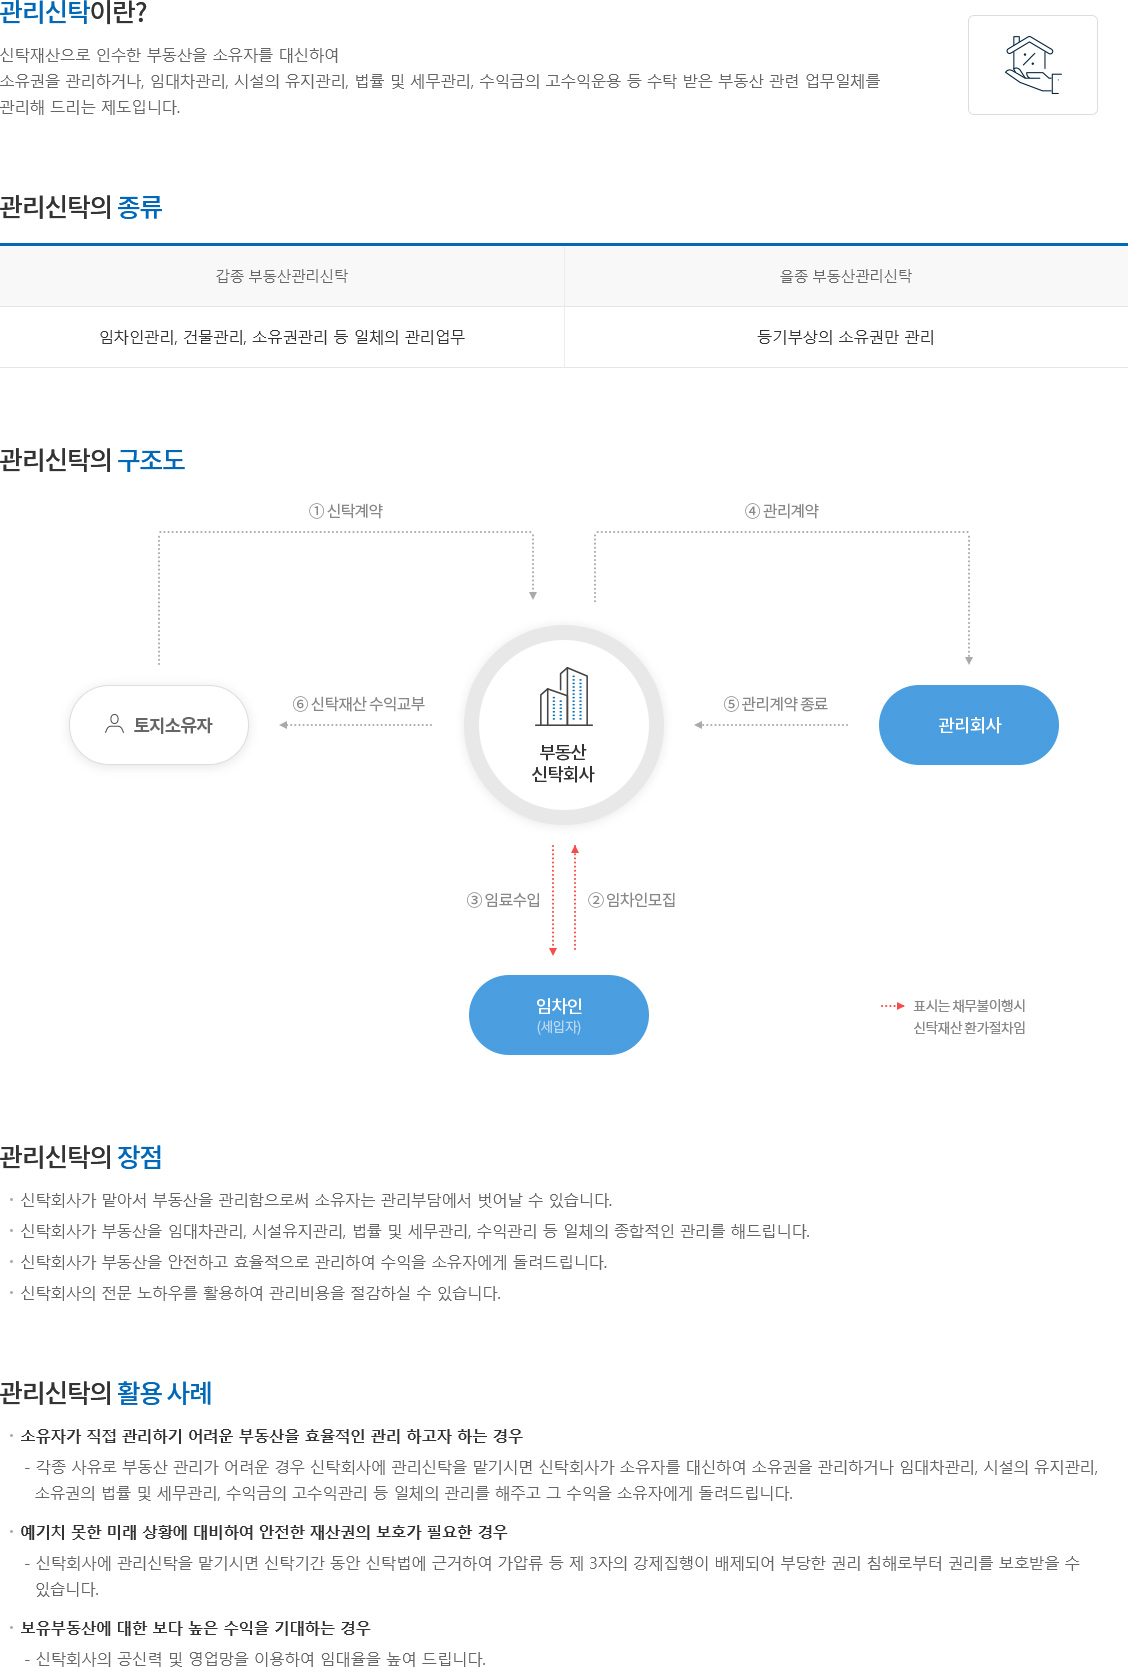 관리신탁이란?
신탁재산으로 인수한 부동산을 소유자를 대신하여
소유권을 관리하거나, 임대차관리, 시설의 유지관리, 법률 및 세무관리, 수익금의 고수익운용 등 수탁 받은 부동산 관련 업무일체를
관리해 드리는 제도입니다.
관리신탁의 종류
갑종 부동산관리신탁 을종 부동산관리신탁
임차인관리, 건물관리, 소유권관리 등 일체의 관리업무 등기부상의 소유권만 관리
관리신탁의 구조도
① 신탁계약 ④ 관리계약
⑥ 신탁재산 수익교부 ⑤ 관리계약 종료
토지소유자 관리회사
부동산
신탁회사
③ 임료수입 ② 임차인모집
임차인
(세입자)
표시는 채무불이행시
신탁재산 환가절차임
관리신탁의 장점
· 신탁회사가 맡아서 부동산을 관리함으로써 소유자는 관리부담에서 벗어날 수 있습니다.
· 신탁회사가 부동산을 임대차관리, 시설유지관리, 법률 및 세무관리, 수익관리 등 일체의 종합적인 관리를 해드립니다.
· 신탁회사가 부동산을 안전하고 효율적으로 관리하여 수익을 소유자에게 돌려드립니다.
· 신탁회사의 전문 노하우를 활용하여 관리비용을 절감하실 수 있습니다.
관리신탁의 활용 사례
· 소유자가 직접 관리하기 어려운 부동산을 효율적인 관리 하고자 하는 경우
- 각종 사유로 부동산 관리가 어려운 경우 신탁회사에 관리신탁을 맡기시면 신탁회사가 소유자를 대신하여 소유권을 관리하거나 임대차관리, 시설의 유지관리,
소유권의 법률 및 세무관리, 수익금의 고수익관리 등 일체의 관리를 해주고 그 수익을 소유자에게 돌려드립니다.
· 예기치 못한 미래 상황에 대비하여 안전한 재산권의 보호가 필요한 경우
- 신탁회사에 관리신탁을 맡기시면 신탁기간 동안 신탁법에 근거하여 가압류 등 제 3자의 강제집행이 배제되어 부당한 권리 침해로부터 권리를 보호받을 수
있습니다.
· 보유부동산에 대한 보다 높은 수익을 기대하는 경우
- 신탁회사의 공신력 및 영업망을 이용하여 임대율을 높여 드립니다.